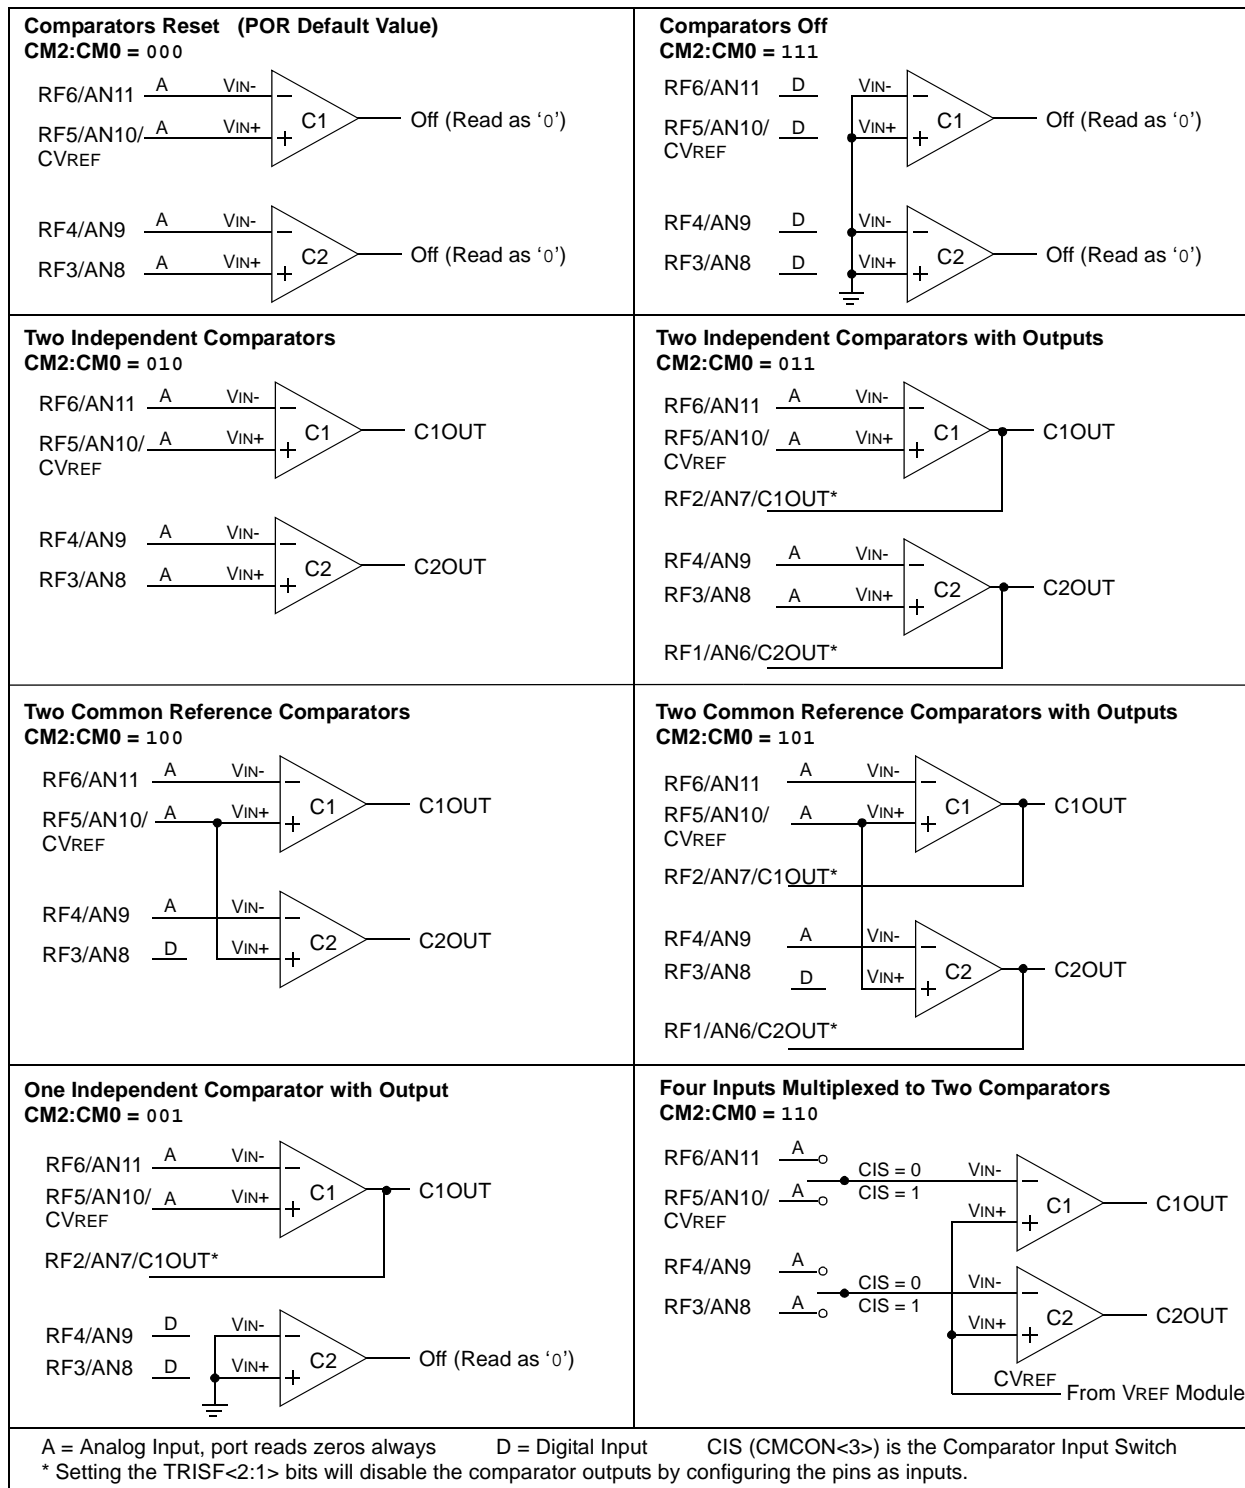 Comparators Reset (POR Default Value)
CM2:CM0 = 000
RF6/AN11 A VIN-
RF5/AN10/ A VIN+
CVREF
C1
Off (Read as ‘0’)
RF4/AN9 A VIN-
RF3/AN8 A VIN+
C2
Off (Read as ‘0’)
Comparators Off
CM2:CM0 = 111
RF6/AN11 D VIN-
RF5/AN10/ D VIN+
CVREF
C1
Off (Read as ‘0’)
RF4/AN9 D VIN-
RF3/AN8 D VIN+
C2
Off (Read as ‘0’)
Two Independent Comparators
CM2:CM0 = 010
RF6/AN11 A VIN-
RF5/AN10/ A VIN+
CVREF
C1
C1OUT
RF4/AN9 A VIN-
RF3/AN8 A VIN+
C2
C2OUT
Two Independent Comparators with Outputs
CM2:CM0 = 011
RF6/AN11 A VIN-
RF5/AN10/ A VIN+
CVREF
C1
C1OUT
RF2/AN7/C1OUT*
RF4/AN9 A VIN-
RF3/AN8 A VIN+
C2
C2OUT
RF1/AN6/C2OUT*
Two Common Reference Comparators
CM2:CM0 = 100
RF6/AN11 A VIN-
RF5/AN10/ A VIN+
CVREF
C1
C1OUT
RF4/AN9 A VIN-
RF3/AN8 D VIN+
C2
C2OUT
Two Common Reference Comparators with Outputs
CM2:CM0 = 101
RF6/AN11 A VIN-
RF5/AN10/ A VIN+
CVREF
C1
C1OUT
RF2/AN7/C1OUT*
RF4/AN9 A VIN-
RF3/AN8 D VIN+
C2
C2OUT
RF1/AN6/C2OUT*
One Independent Comparator with Output
CM2:CM0 = 001
RF6/AN11 A VIN-
RF5/AN10/ A VIN+
CVREF
C1
C1OUT
RF2/AN7/C1OUT*
RF4/AN9 D VIN-
RF3/AN8 D VIN+
C2
Off (Read as ‘0’)
Four Inputs Multiplexed to Two Comparators
CM2:CM0 = 110
RF6/AN11 A CIS = 0 VIN-
RF5/AN10/ A CIS = 1 VIN+
CVREF
C1
C1OUT
RF4/AN9 A CIS = 0 VIN-
RF3/AN8 A CIS = 1 VIN+
C2
C2OUT
CVREF
From VREF Module
A = Analog Input, port reads zeros always D = Digital Input CIS (CMCON<3>) is the Comparator Input Switch
* Setting the TRISF<2:1> bits will disable the comparator outputs by configuring the pins as inputs.